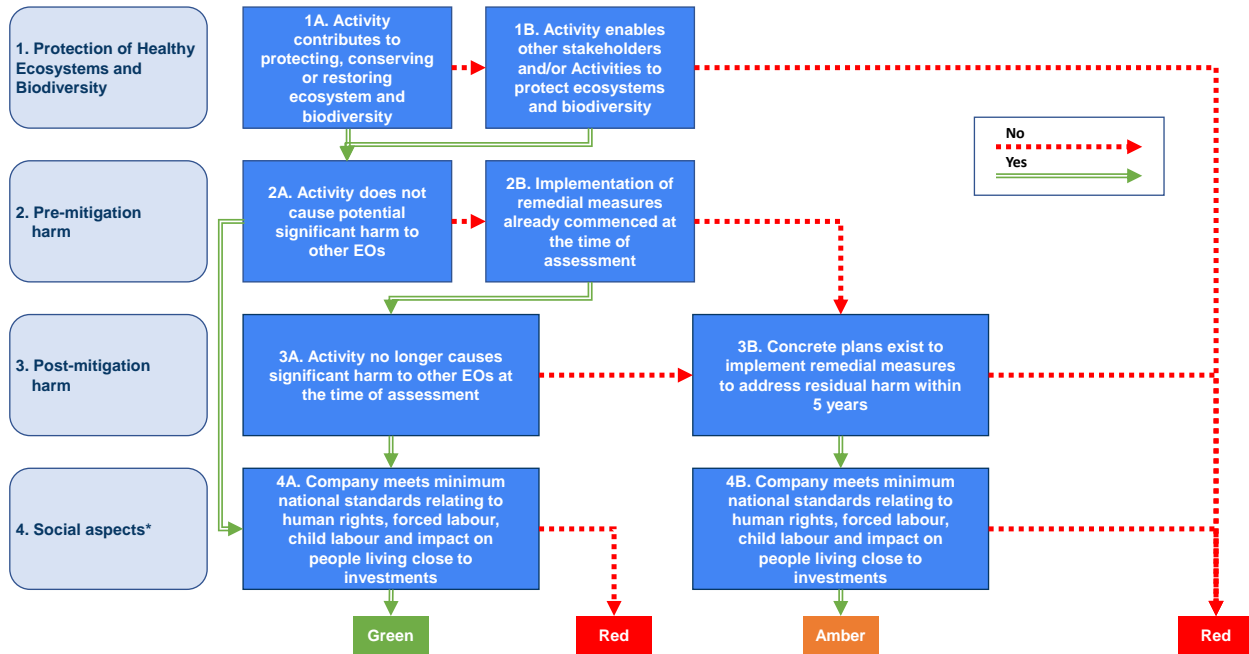 1. Protection of Healthy
Ecosystems and
Biodiversity
1A. Activity
contributes to
protecting, conserving
or restoring
ecosystem and
biodiversity
1B. Activity enables
other stakeholders
and/or Activities to
protect ecosystems
and biodiversity
No
Yes
2. Pre-mitigation
harm
2A. Activity does not
cause potential
significant harm to
other EOs
2B. Implementation of
remedial measures
already commenced at
the time of
assessment
3. Post-mitigation
harm
3A. Activity no longer causes
significant harm to other EOs at
the time of assessment
3B. Concrete plans exist to
implement remedial measures
to address residual harm within
5 years
4. Social aspects*
4A. Company meets minimum
national standards relating to
human rights, forced labour,
child labour and impact on
people living close to
investments
4B. Company meets minimum
national standards relating to
human rights, forced labour,
child labour and impact on
people living close to
investments
Green
Red
Amber
Red